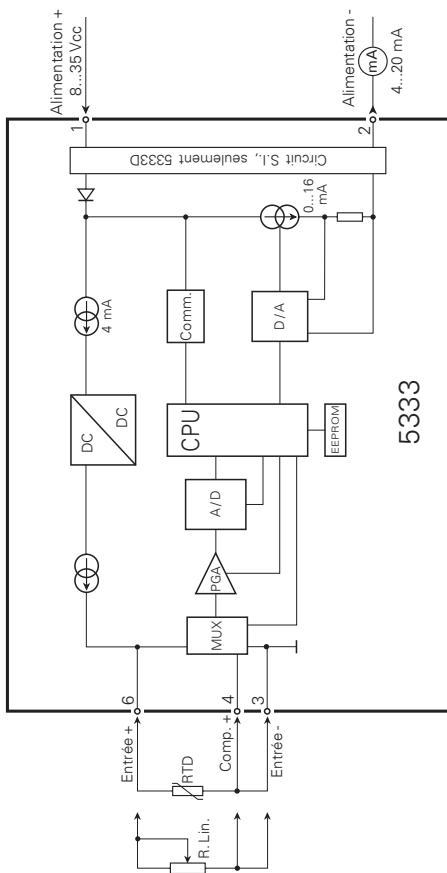 Alimentation +
8...35 Vcc
Alimentation -
mA
4...20 mA
1
2
Circuit S.I., seulement 5333D
0...16
mA
4 mA
Comm.
D/A
DC
DC
CPU
EEPROM
A/D
PGA
MUX
5333
6
4
3
Entrée +
RTD
Comp. +
Entrée-
R. Lin.